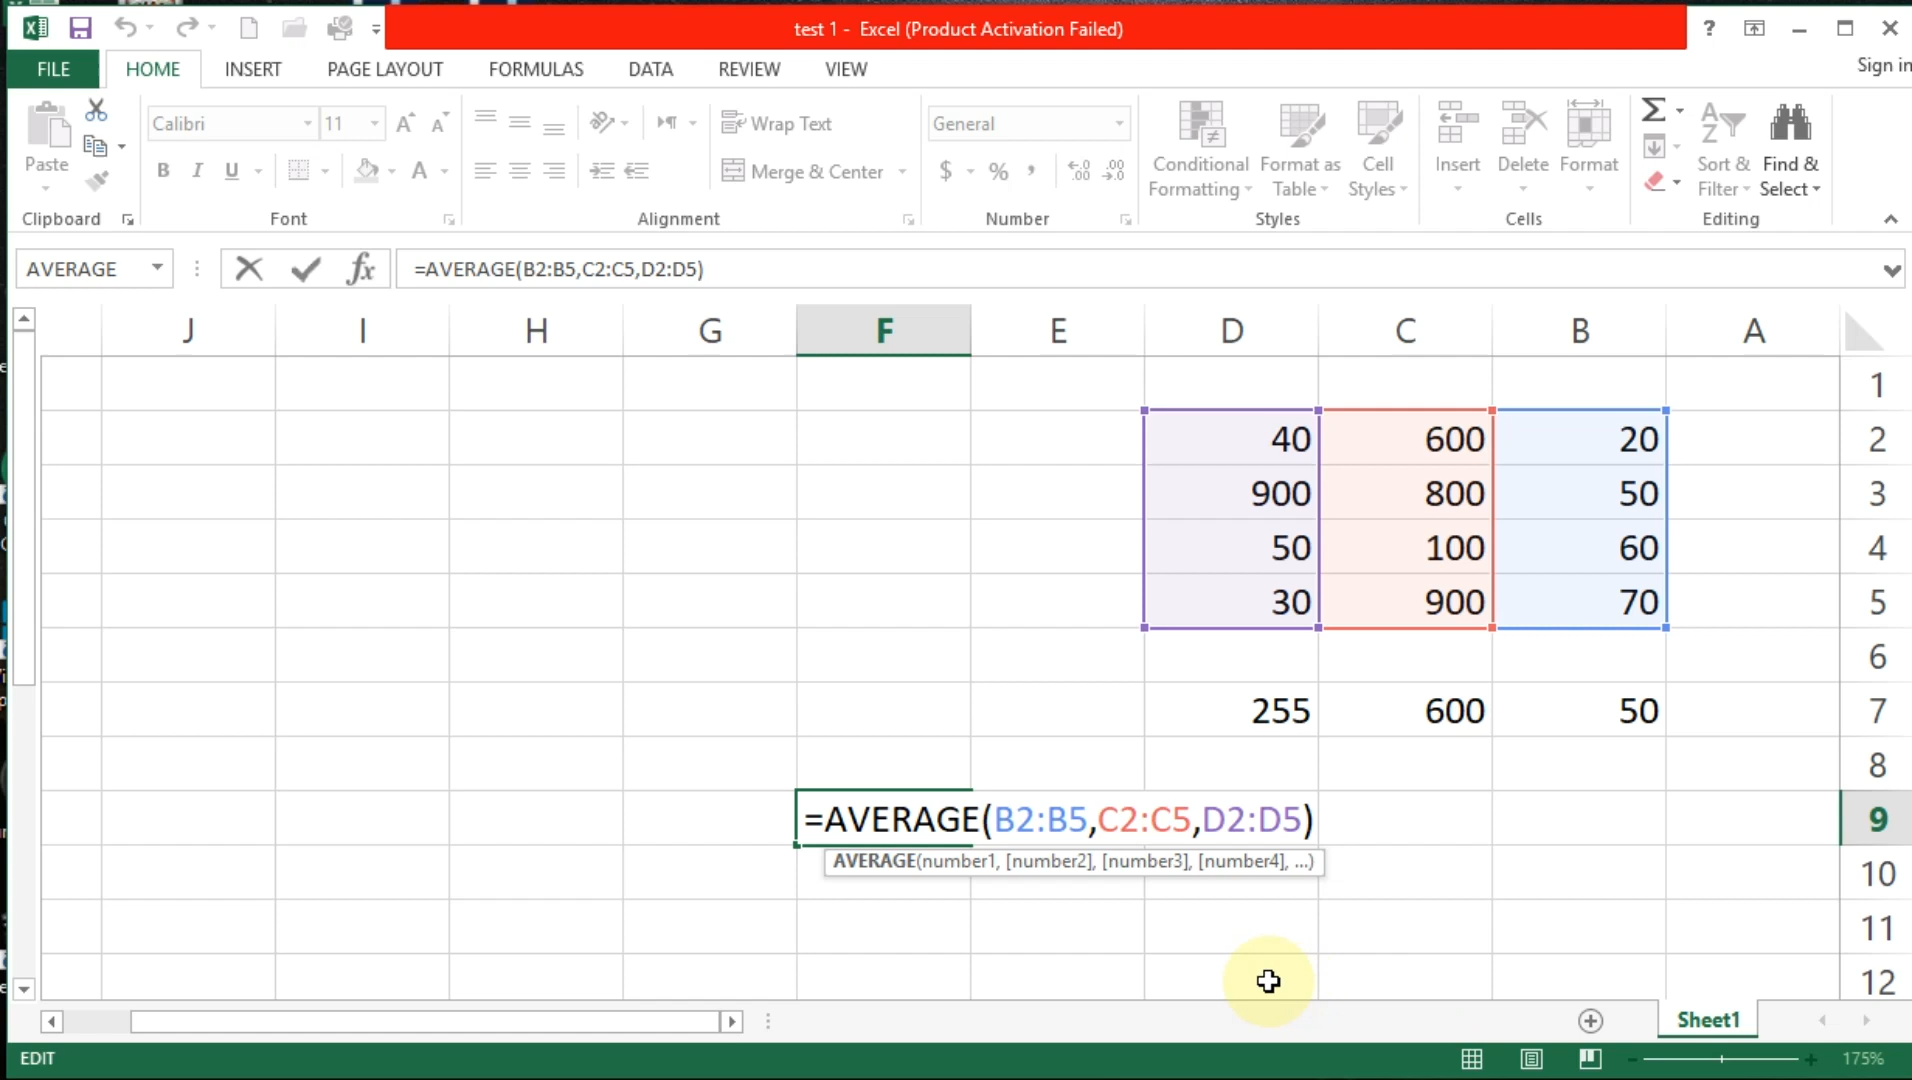 test 1 - Excel (Product Activation Failed)
?
FILE HOME INSERT PAGE LAYOUT FORMULAS DATA REVIEW VIEW Sign in
Paste
Calibri 11
B I U
Wrap Text
Merge & Center
General
$ % ,
Conditional Formatting
Format as Table
Cell Styles
Insert Delete Format
Sort & Filter
Find & Select
Clipboard Font Alignment Number Styles Cells Editing
AVERAGE fx =AVERAGE(B2:B5,C2:C5,D2:D5)
J I H G F E D C B A
1
40 600 20 2
900 800 50 3
50 100 60 4
30 900 70 5
6
255 600 50 7
8
=AVERAGE(B2:B5,C2:C5,D2:D5) 9
AVERAGE(number1, [number2], [number3], [number4], ...)
10
11
12
Sheet1
EDIT 175%